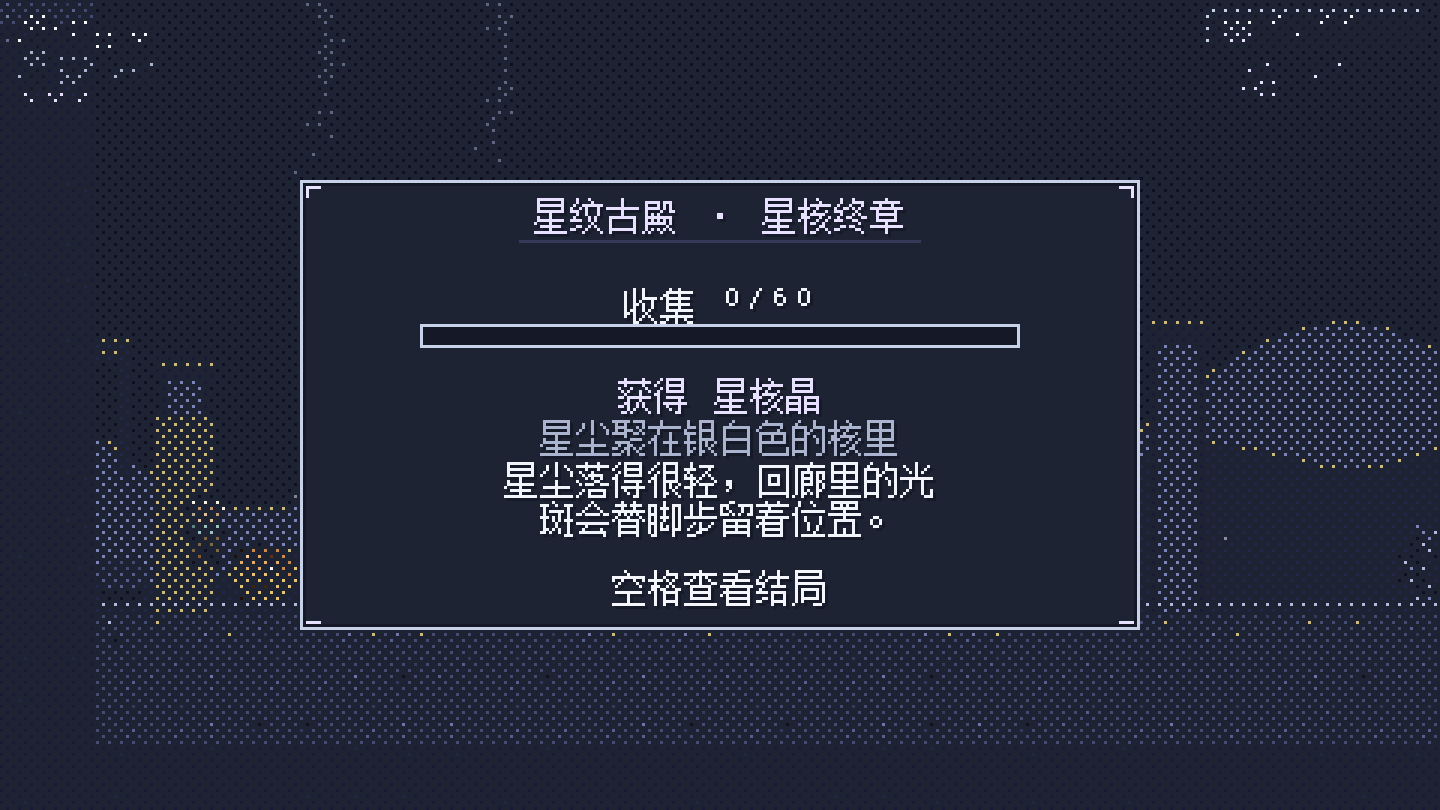 星纹古殿 · 星核终章
收集 0/60
获得 星核晶
星尘聚在银白色的核里
星尘落得很轻，回廊里的光
斑会替脚步留着位置。
空格查看结局